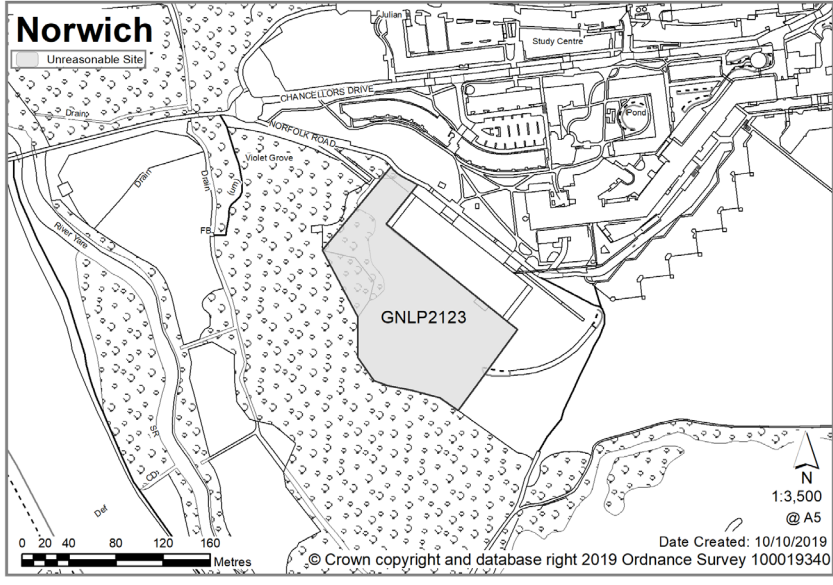 Norwich
Unreasonable Site
Julian
Study Centre
CHANCELLORS DRIVE
Drain
Pond
NORFOLK ROAD
Violet Grove
Drain
Drain
(um)
FB
River Yare
GNLP2123
SR
CD
Def
N
1:3,500
@ A5
Date Created: 10/10/2019
0 20 40 80 120 160
Metres
© Crown copyright and database right 2019 Ordnance Survey 100019340